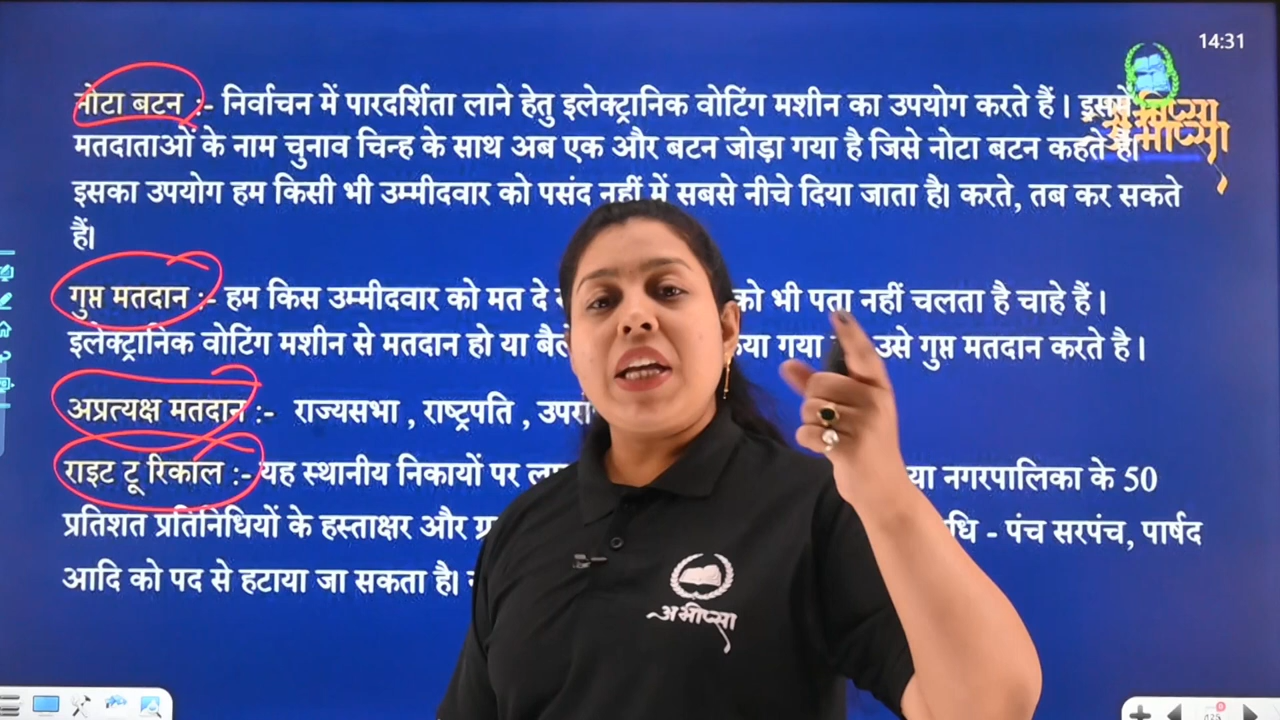 14:31
नोटा बटन :- निर्वाचन में पारदर्शिता लाने हेतु इलेक्ट्रानिक वोटिंग मशीन का उपयोग करते हैं । इससे
मतदाताओं के नाम चुनाव चिन्ह के साथ अब एक और बटन जोड़ा गया है जिसे नोटा बटन कहते हैं।
अभीप्सा
इसका उपयोग हम किसी भी उम्मीदवार को पसंद नहीं में सबसे नीचे दिया जाता है। करते, तब कर सकते
हैं।
गुप्त मतदान :- हम किस उम्मीदवार को मत दे को भी पता नहीं चलता है चाहे हैं ।
इलेक्ट्रानिक वोटिंग मशीन से मतदान हो या गया उसे गुप्त मतदान करते है ।
अप्रत्यक्ष मतदान :- राज्यसभा , राष्ट्रपति ,
राइट टू रिकाल :- यह स्थानीय निकायों पर या नगरपालिका के 50
प्रतिशत प्रतिनिधियों के हस्ताक्षर और - पंच सरपंच, पार्षद
आदि को पद से हटाया जा सकता है।
अभीप्सा